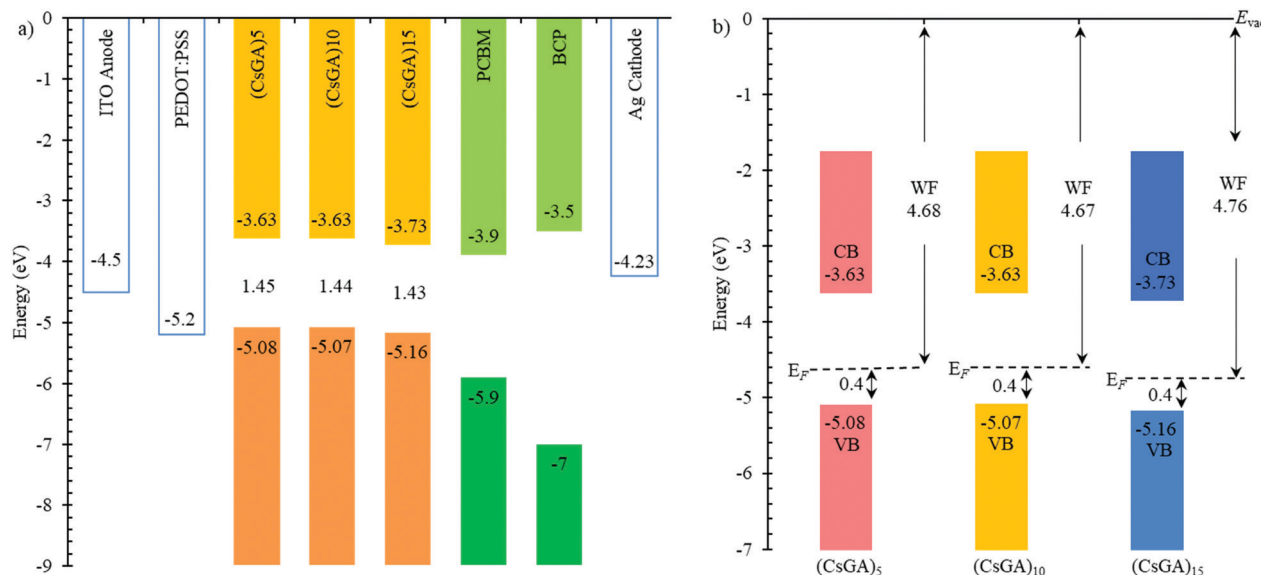 a)
0
-1
-2
-3
-4
-5
-6
-7
-8
-9
Energy (eV)
ITO Anode
-4.5
PEDOT:PSS
-5.2
(CsGA)5
-3.63
1.45
-5.08
(CsGA)10
-3.63
1.44
-5.07
(CsGA)15
-3.73
1.43
-5.16
PCBM
-3.9
-5.9
BCP
-3.5
-7
Ag Cathode
-4.23
b)
0
-1
-2
-3
-4
-5
-6
-7
Energy (eV)
Evac
CB
-3.63
WF
4.68
EF
0.4
-5.08
VB
(CsGA)5
CB
-3.63
WF
4.67
EF
0.4
-5.07
VB
(CsGA)10
CB
-3.73
WF
4.76
EF
0.4
-5.16
VB
(CsGA)15